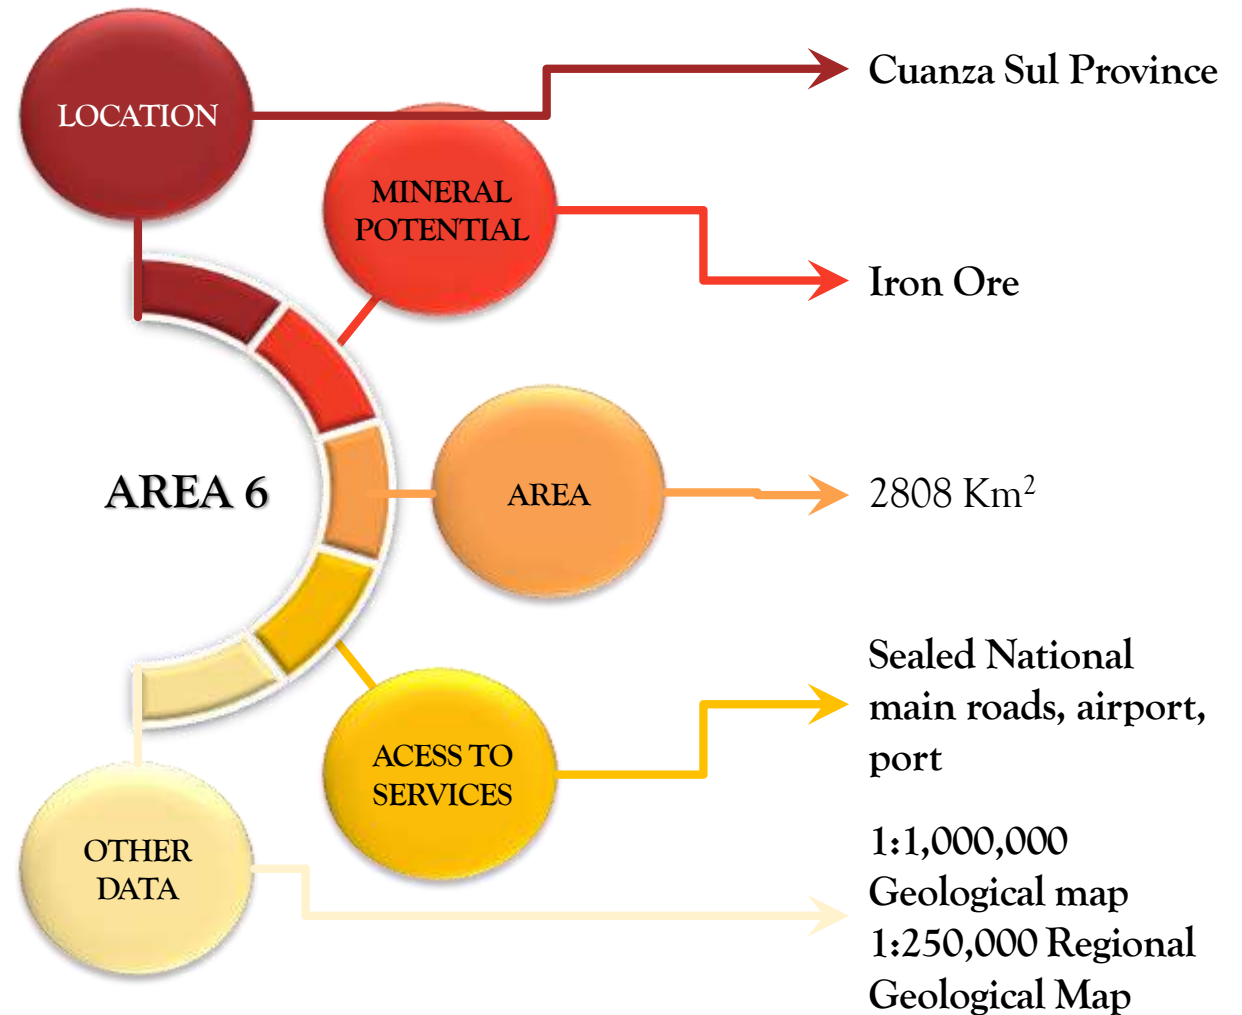 LOCATION
Cuanza Sul Province
MINERAL
POTENTIAL
Iron Ore
AREA 6
AREA
2808 Km²
ACESS TO
SERVICES
Sealed National
main roads, airport,
port
OTHER
DATA
1:1,000,000
Geological map
1:250,000 Regional
Geological Map